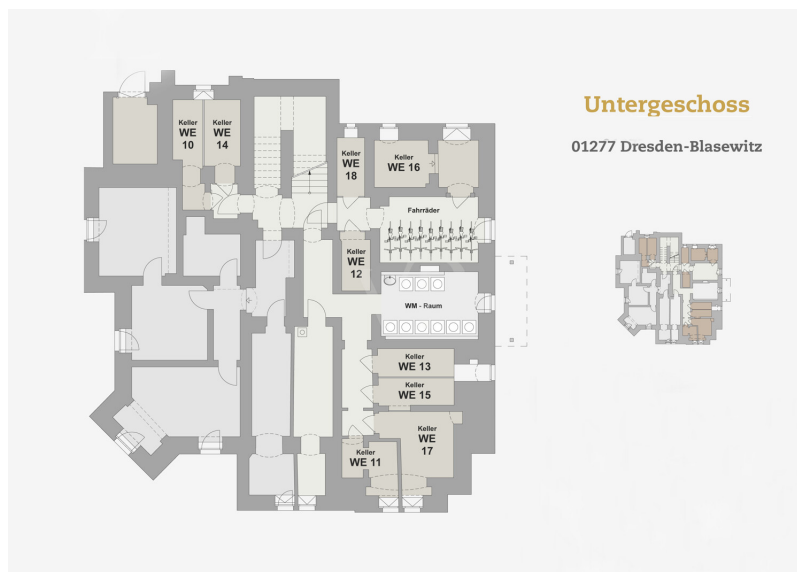 Untergeschoss
01277 Dresden-Blasewitz
Keller
WE
10
Keller
WE
14
Keller
WE
18
Keller
WE 16
Fahrräder
Keller
WE
12
WM - Raum
Keller
WE 13
Keller
WE 15
Keller
WE
17
Keller
WE 11